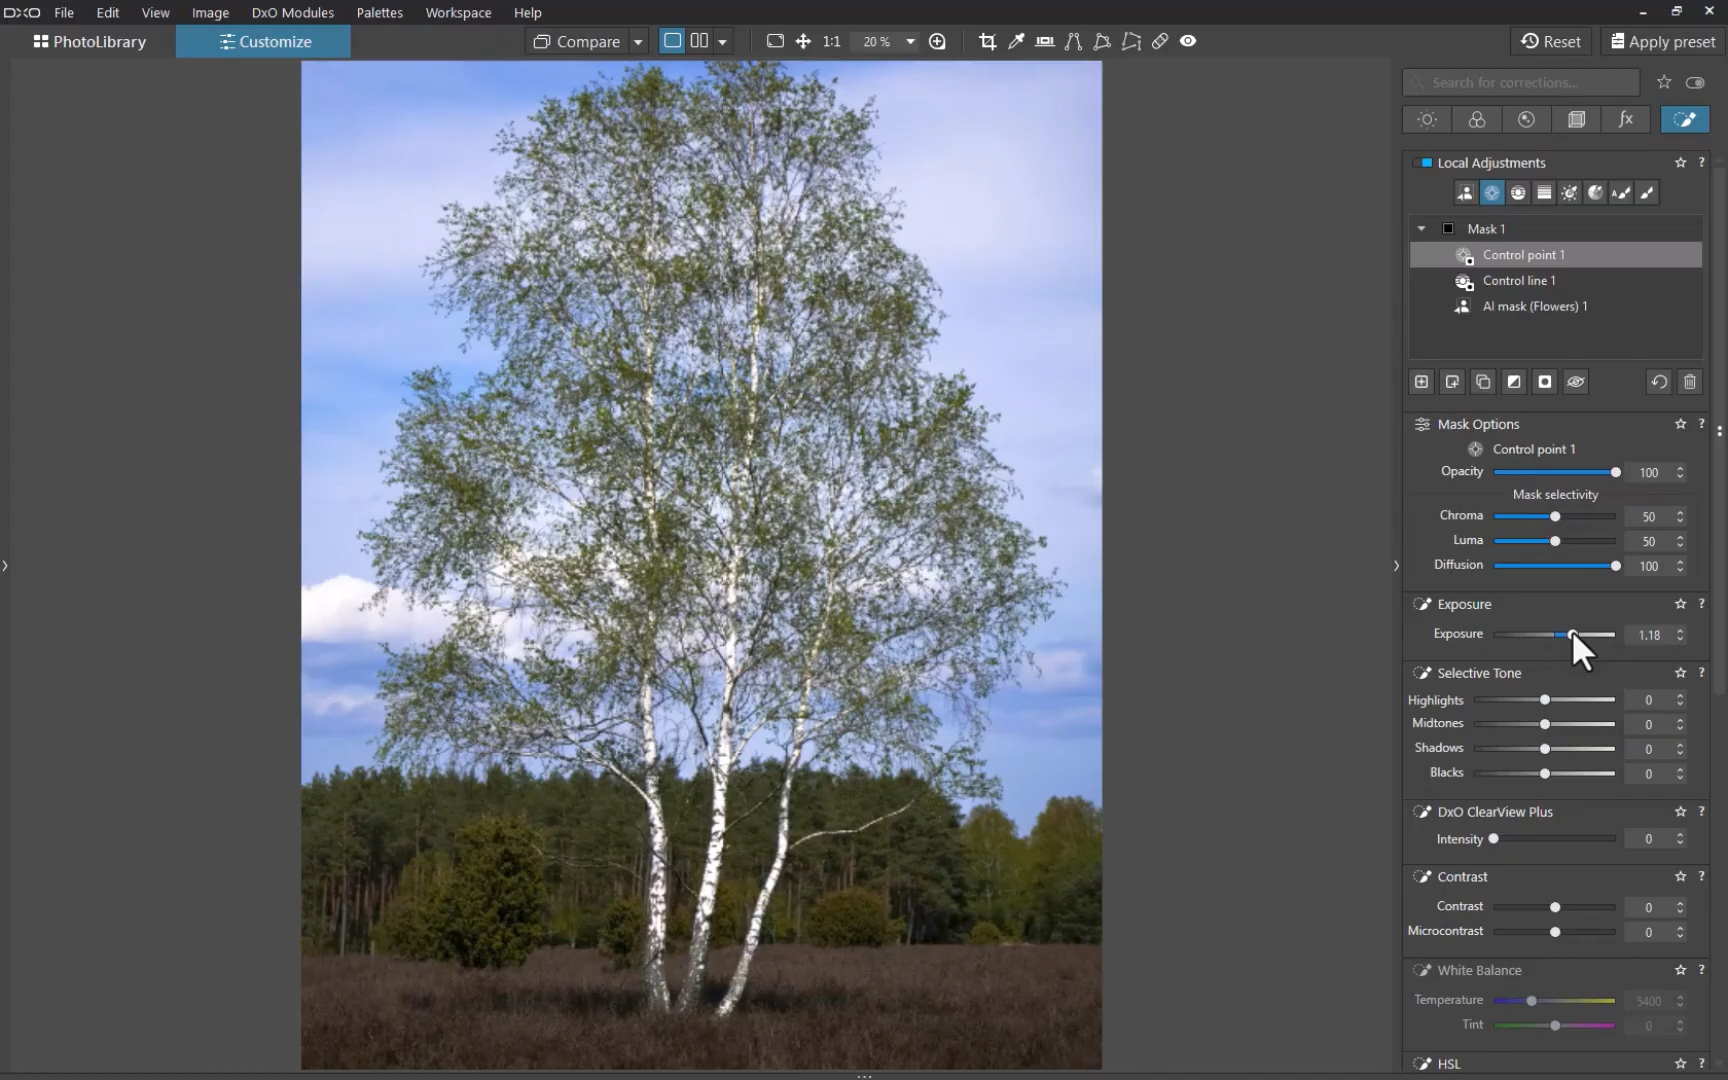 DXO File Edit View Image DxO Modules Palettes Workspace Help
PhotoLibrary Customize Compare 1:1 20 % Reset Apply preset
Search for corrections...
fx
Local Adjustments ?
A
Mask 1
Control point 1
Control line 1
AI mask (Flowers) 1
Mask Options ?
Control point 1
Opacity 100
Mask selectivity
Chroma 50
Luma 50
Diffusion 100
Exposure ?
Exposure 1.18
Selective Tone ?
Highlights 0
Midtones 0
Shadows 0
Blacks 0
DxO ClearView Plus ?
Intensity 0
Contrast ?
Contrast 0
Microcontrast 0
White Balance ?
Temperature 5400
Tint 0
HSL ?